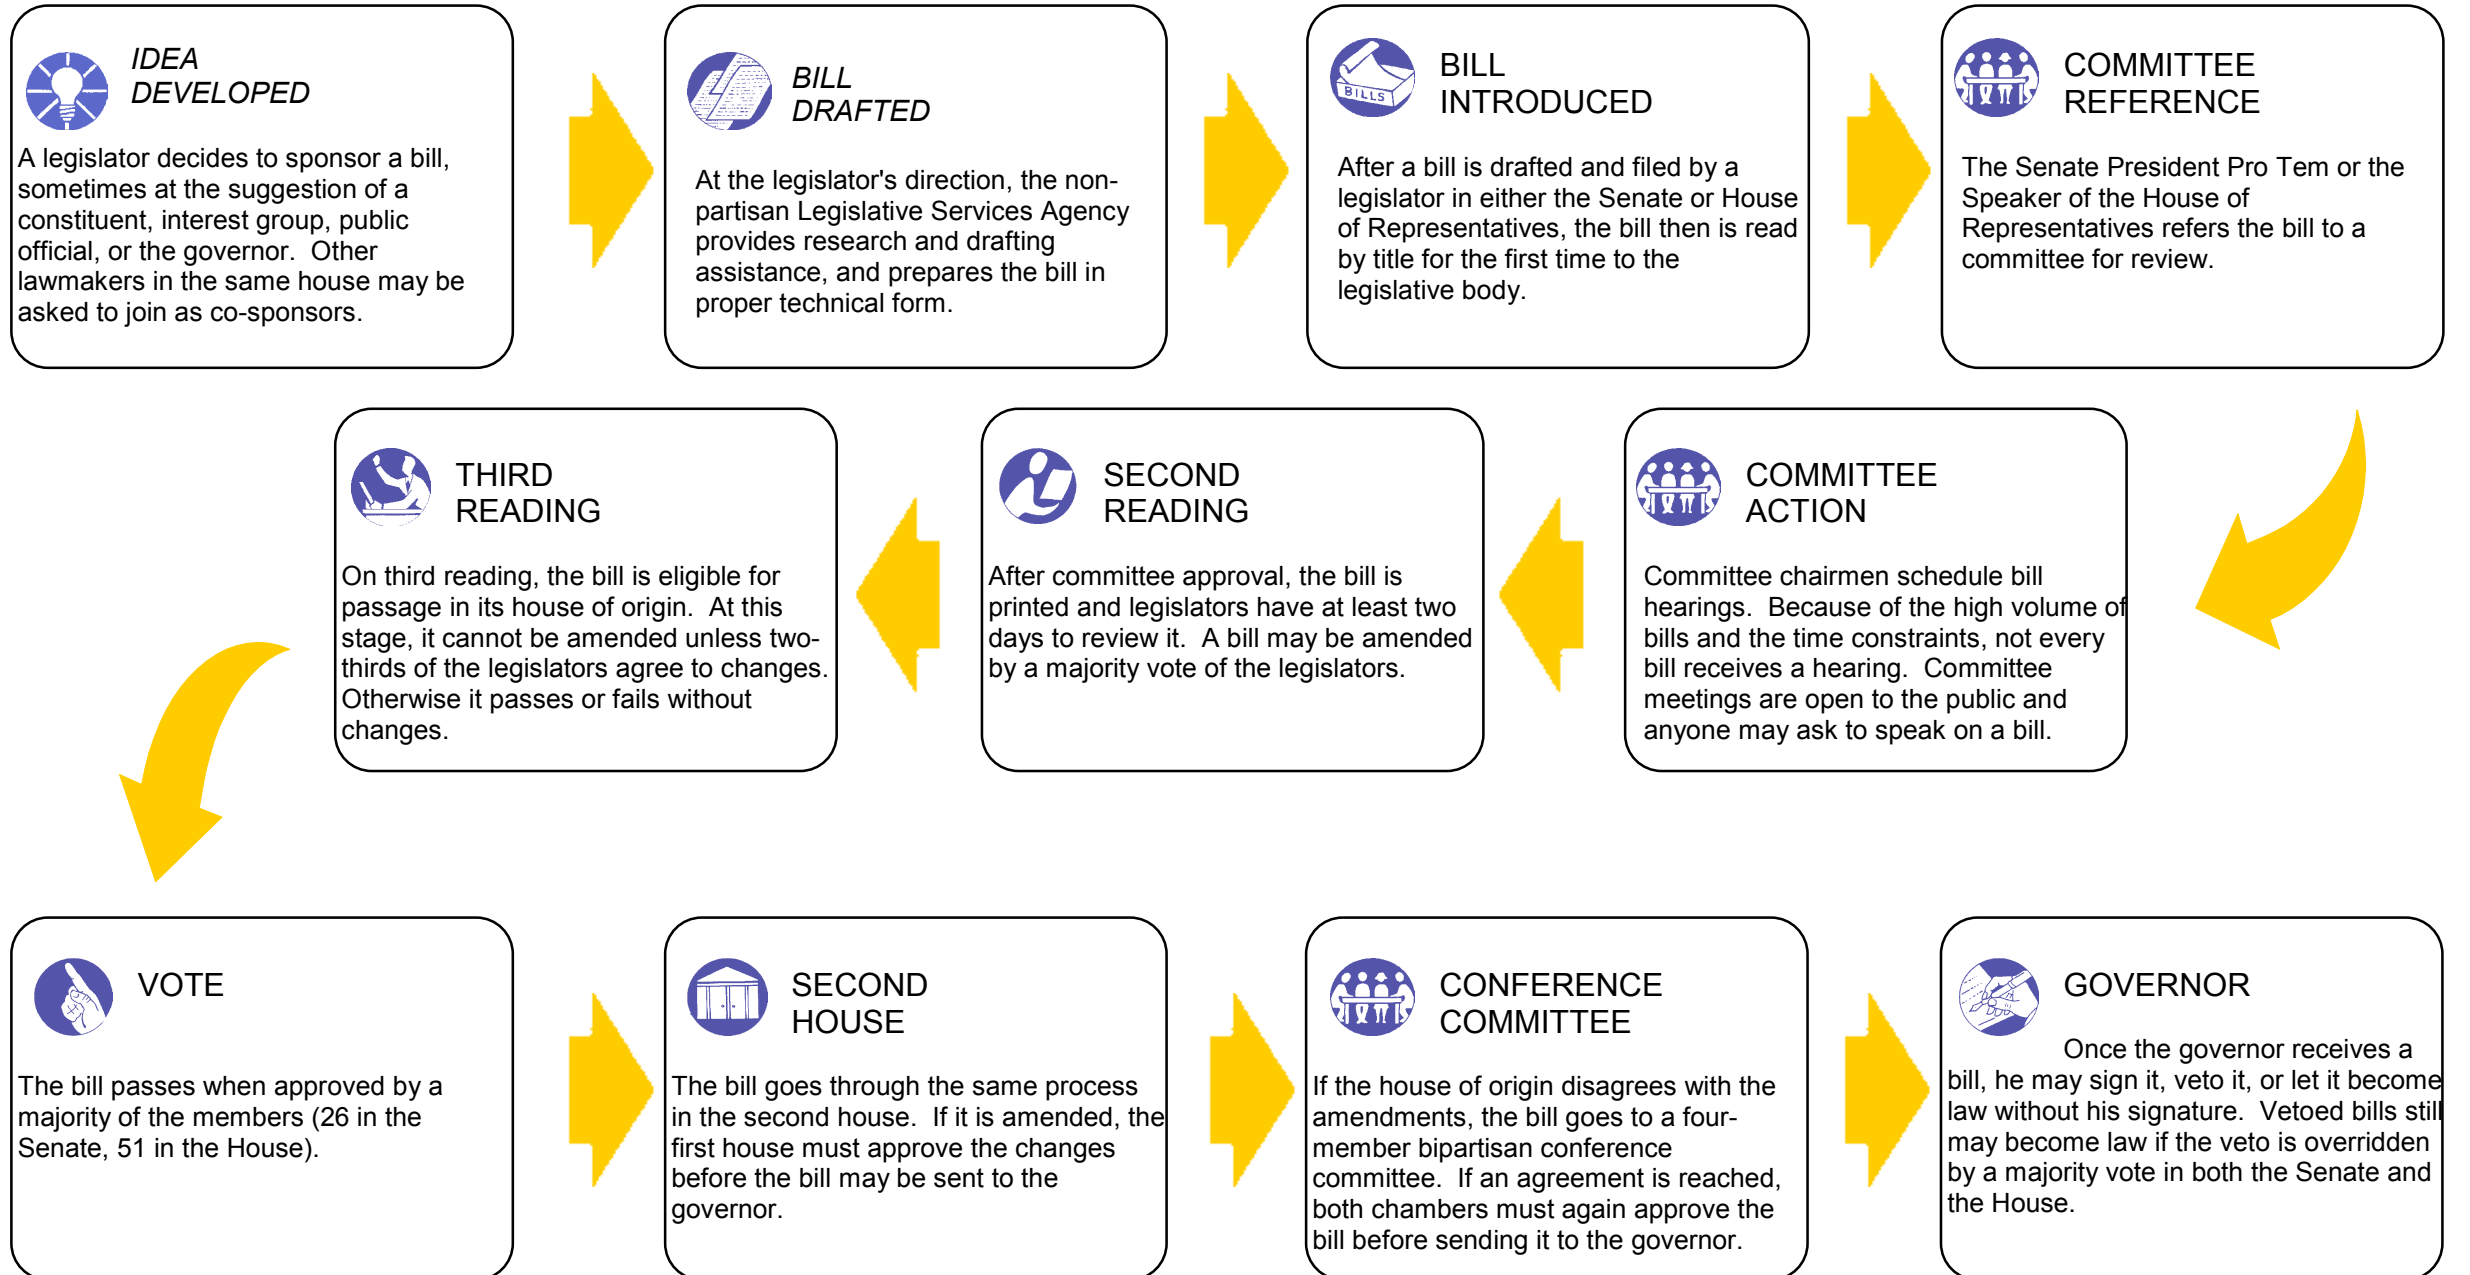 IDEA
DEVELOPED
A legislator decides to sponsor a bill,
sometimes at the suggestion of a
constituent, interest group, public
official, or the governor.  Other
lawmakers in the same house may be
asked to join as co-sponsors.
BILL
DRAFTED
At the legislator's direction, the non-
partisan Legislative Services Agency
provides research and drafting
assistance, and prepares the bill in
proper technical form.
BILLS
BILL
INTRODUCED
After a bill is drafted and filed by a
legislator in either the Senate or House
of Representatives, the bill then is read
by title for the first time to the
legislative body.
COMMITTEE
REFERENCE
The Senate President Pro Tem or the
Speaker of the House of
Representatives refers the bill to a
committee for review.
COMMITTEE
ACTION
Committee chairmen schedule bill
hearings.  Because of the high volume of
bills and the time constraints, not every
bill receives a hearing.  Committee
meetings are open to the public and
anyone may ask to speak on a bill.
SECOND
READING
After committee approval, the bill is
printed and legislators have at least two
days to review it.  A bill may be amended
by a majority vote of the legislators.
THIRD
READING
On third reading, the bill is eligible for
passage in its house of origin.  At this
stage, it cannot be amended unless two-
thirds of the legislators agree to changes.
Otherwise it passes or fails without
changes.
VOTE
The bill passes when approved by a
majority of the members (26 in the
Senate, 51 in the House).
SECOND
HOUSE
The bill goes through the same process
in the second house.  If it is amended, the
first house must approve the changes
before the bill may be sent to the
governor.
CONFERENCE
COMMITTEE
If the house of origin disagrees with the
amendments, the bill goes to a four-
member bipartisan conference
committee.  If an agreement is reached,
both chambers must again approve the
bill before sending it to the governor.
GOVERNOR
Once the governor receives a
bill, he may sign it, veto it, or let it become
law without his signature.  Vetoed bills still
may become law if the veto is overridden
by a majority vote in both the Senate and
the House.